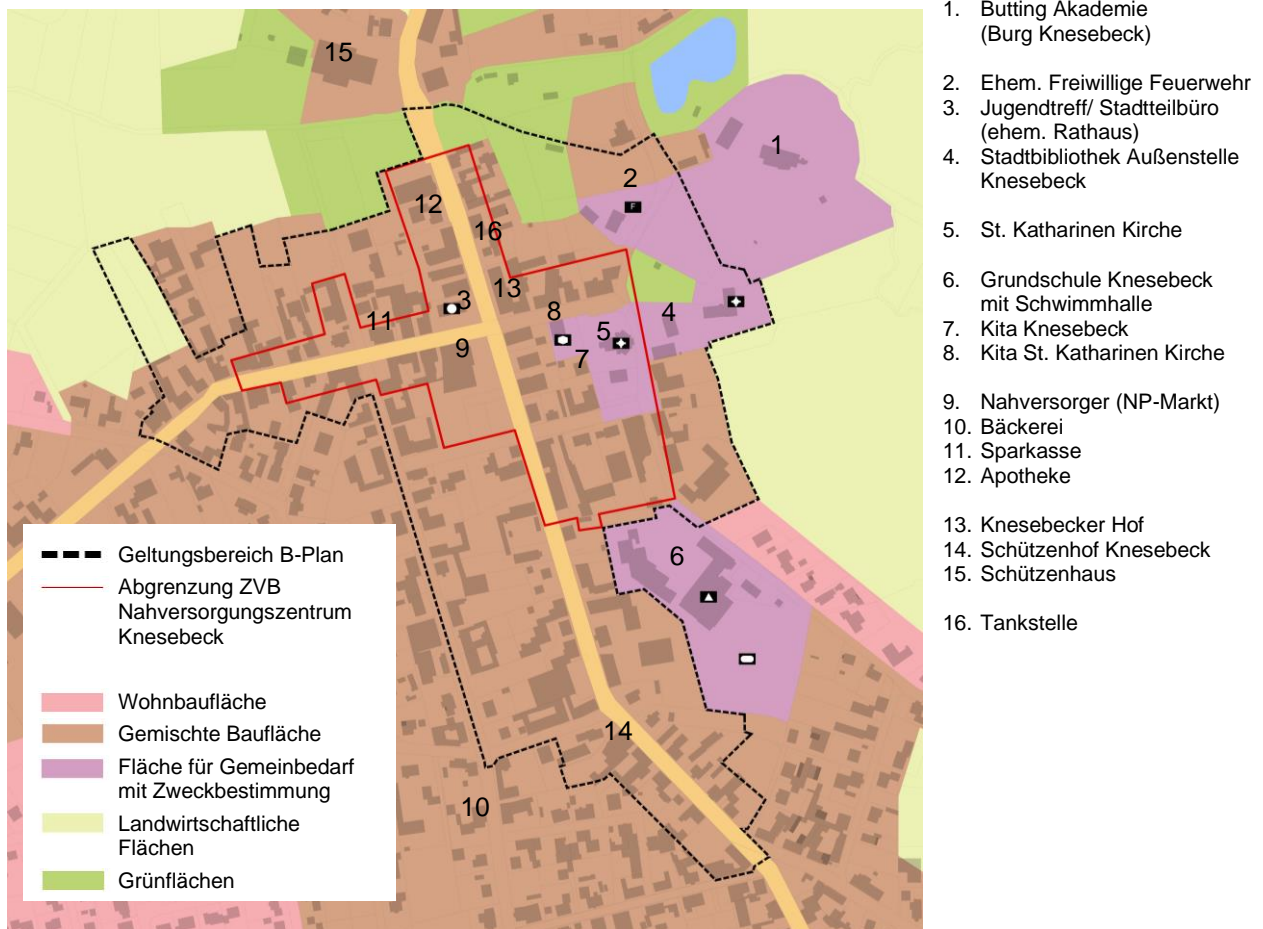 15
1
2
12
16
13
3
8
11
4
5
9
7
6
14
10
F
Geltungsbereich B-Plan
Abgrenzung ZVB
Nahversorgungszentrum
Knesebeck
Wohnbaufläche
Gemischte Baufläche
Fläche für Gemeinbedarf
mit Zweckbestimmung
Landwirtschaftliche
Flächen
Grünflächen
1. Butting Akademie
(Burg Knesebeck)
2. Ehem. Freiwillige Feuerwehr
3. Jugendtreff/ Stadtteilbüro
(ehem. Rathaus)
4. Stadtbibliothek Außenstelle
Knesebeck
5. St. Katharinen Kirche
6. Grundschule Knesebeck
mit Schwimmhalle
7. Kita Knesebeck
8. Kita St. Katharinen Kirche
9. Nahversorger (NP-Markt)
10. Bäckerei
11. Sparkasse
12. Apotheke
13. Knesebecker Hof
14. Schützenhof Knesebeck
15. Schützenhaus
16. Tankstelle